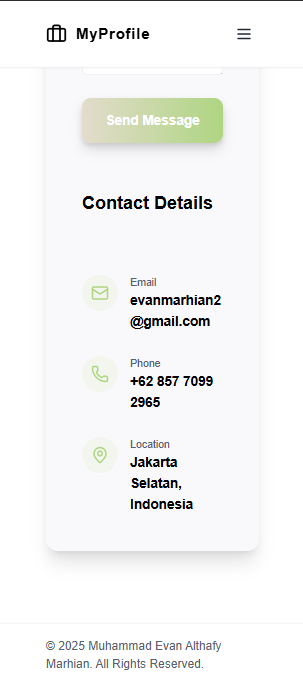 MyProfile
Send Message
Contact Details
Email
evanmarhian2
@gmail.com
Phone
+62 857 7099
2965
Location
Jakarta
Selatan,
Indonesia
© 2025 Muhammad Evan Althafy
Marhian. All Rights Reserved.